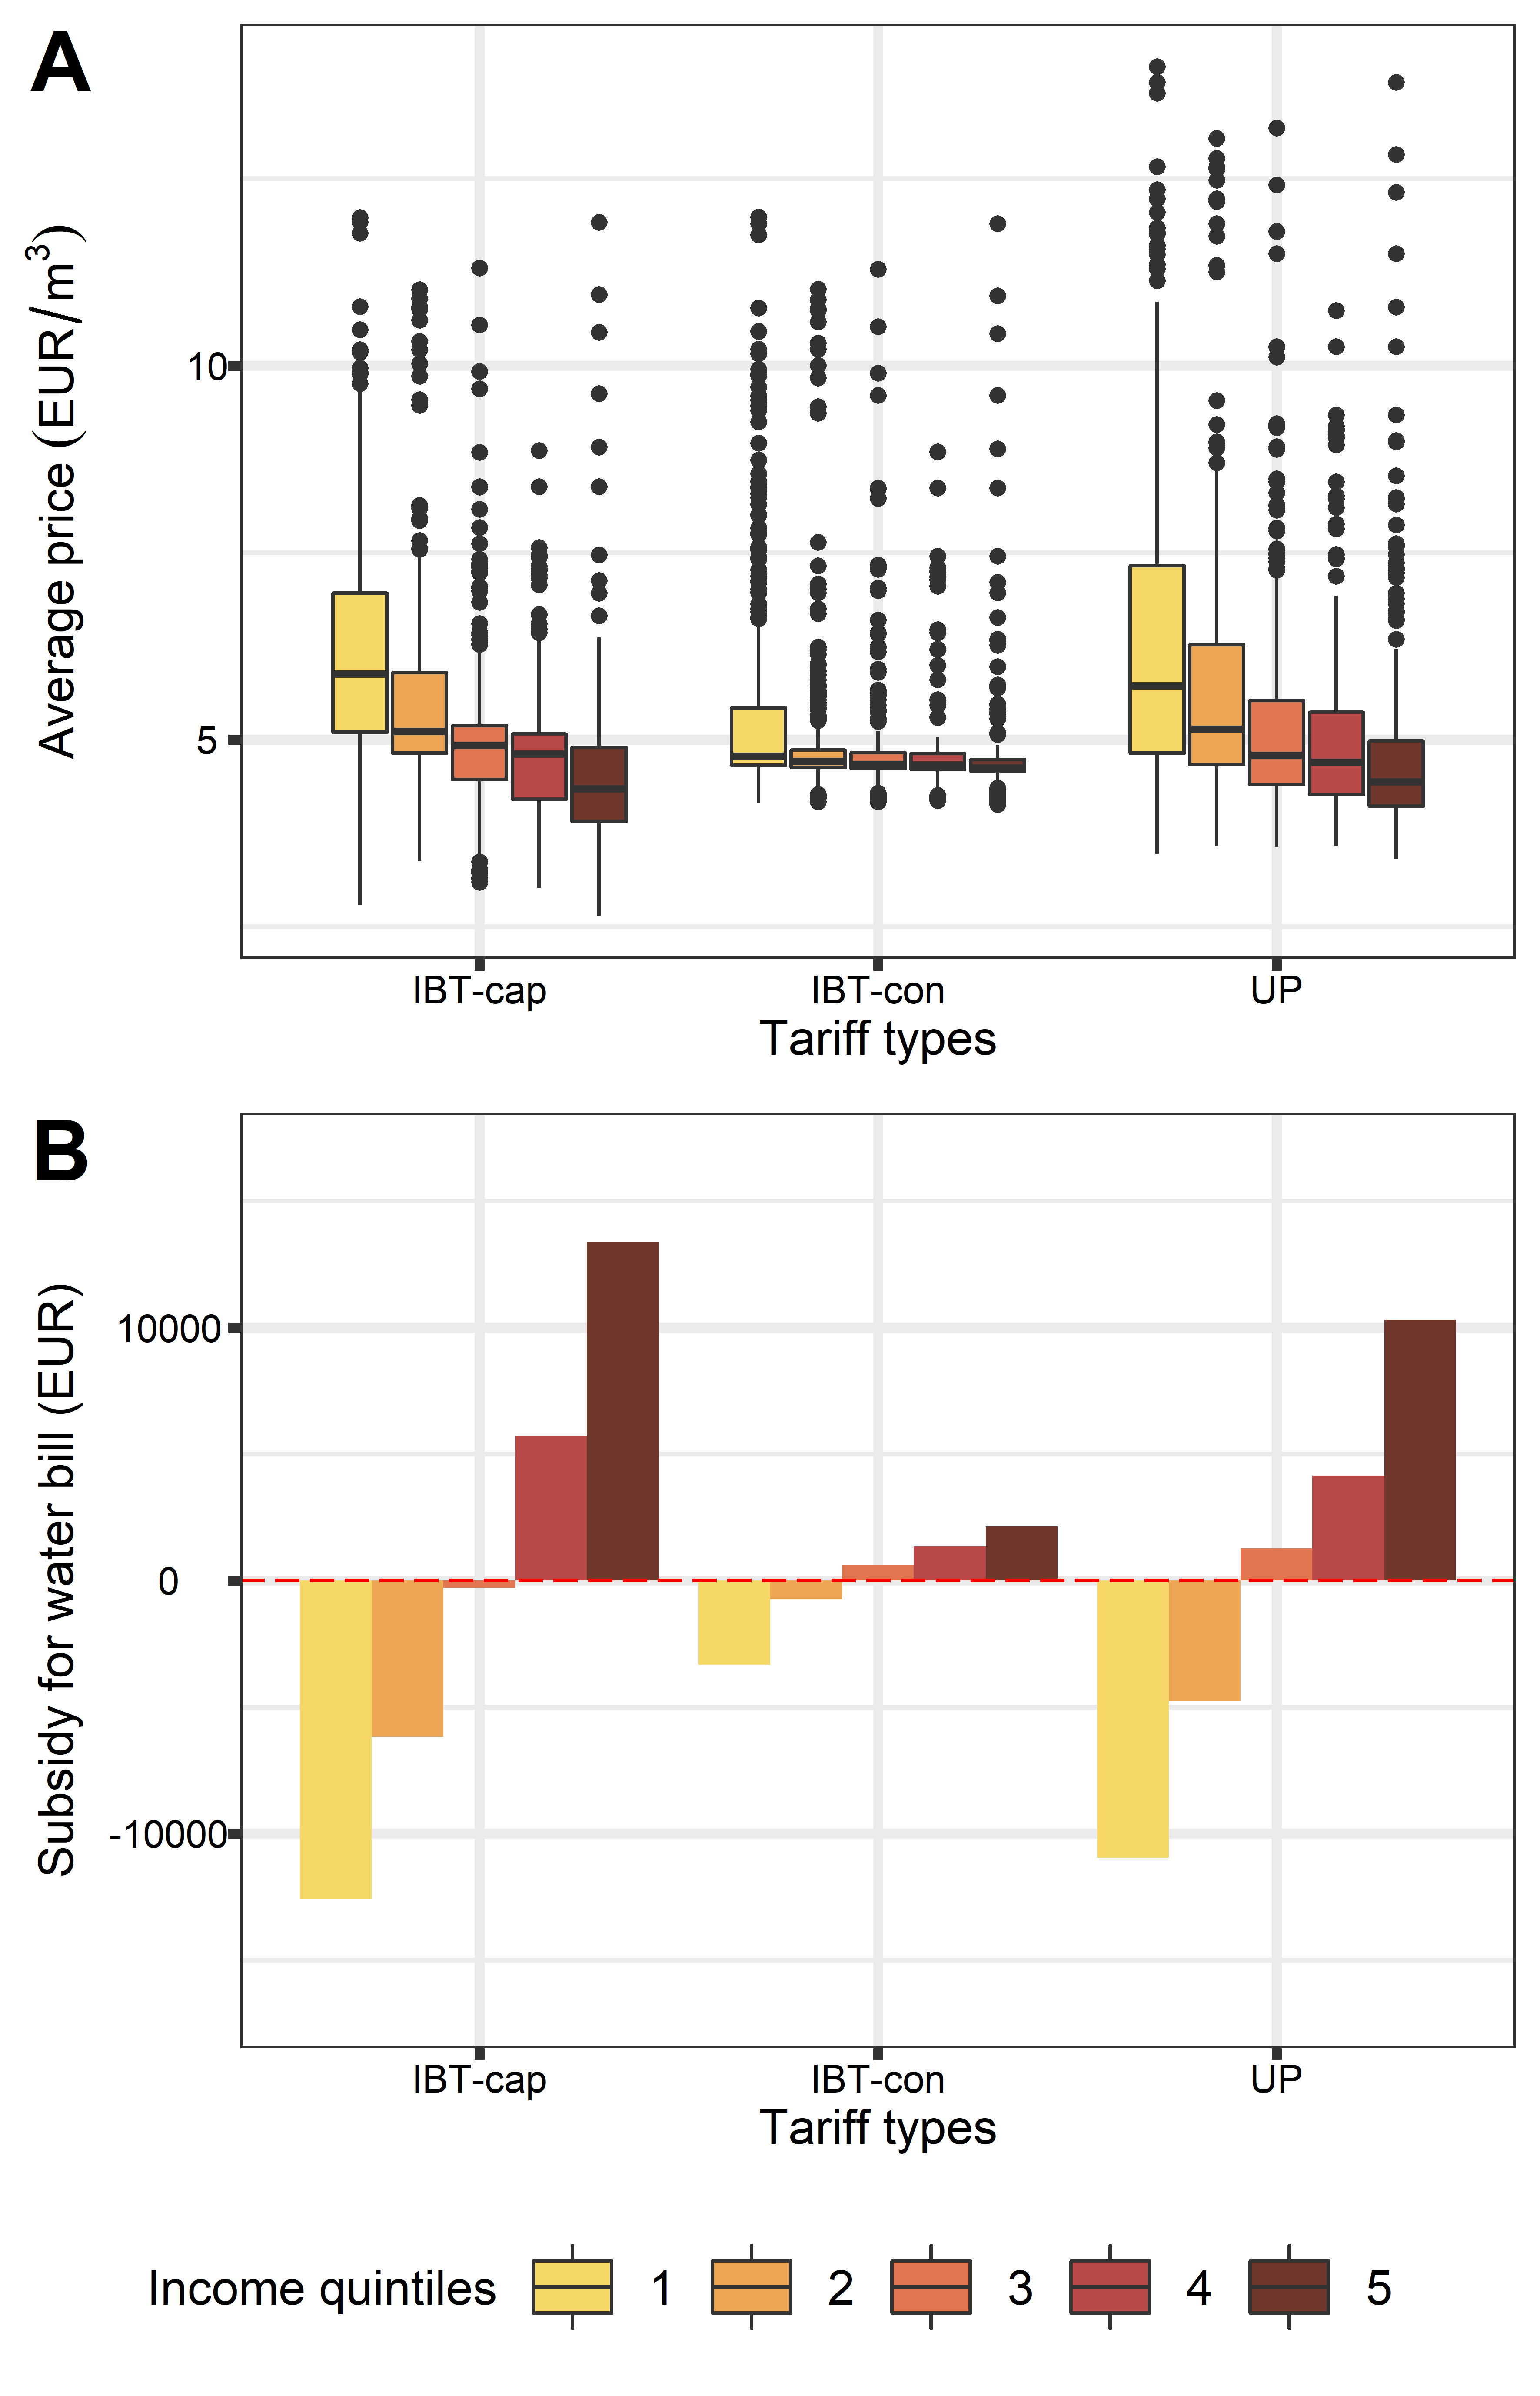 A
Average price (EUR/m³)
10
5
IBT-cap IBT-con UP
Tariff types
B
Subsidy for water bill (EUR)
10000
0
-10000
IBT-cap IBT-con UP
Tariff types
Income quintiles 1 2 3 4 5